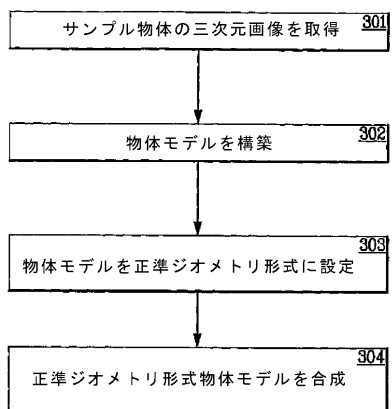 301
サンプル物体の三次元画像を取得
302
物体モデルを構築
303
物体モデルを正準ジオメトリ形式に設定
304
正準ジオメトリ形式物体モデルを合成